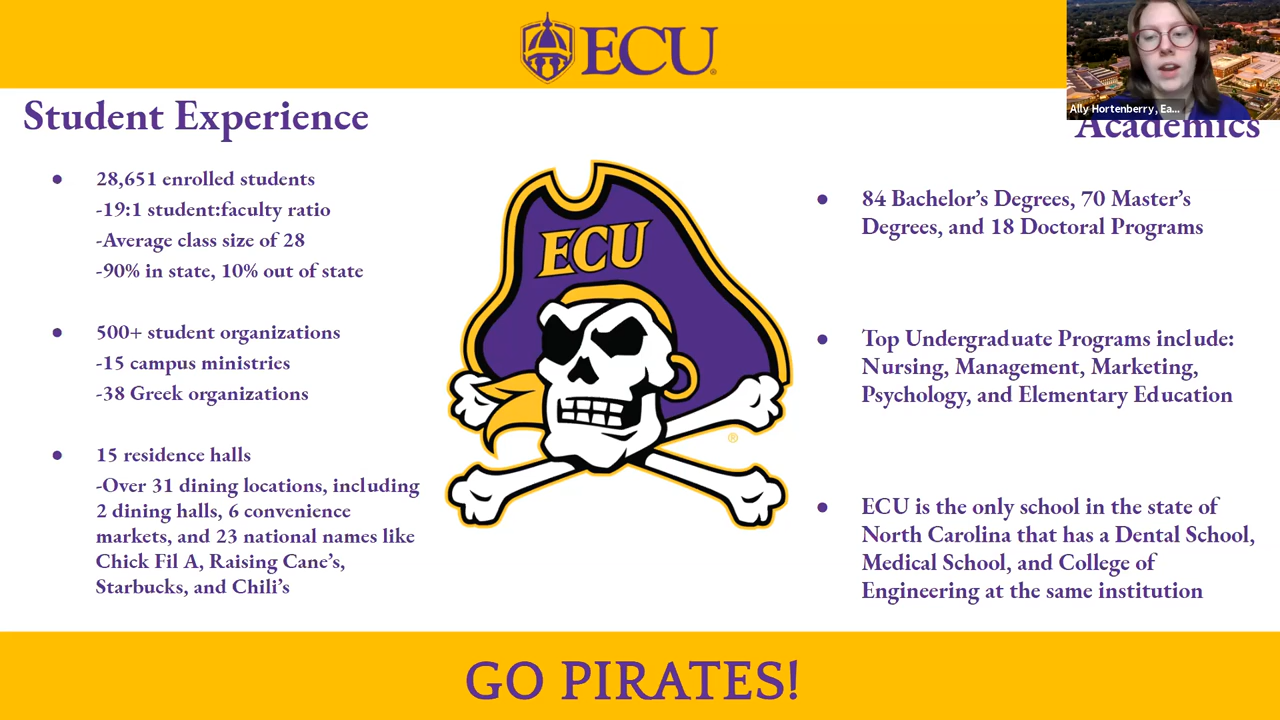 ECU
Ally Hortenberry, Ea...
Student Experience
Academics
● 28,651 enrolled students
-19:1 student:faculty ratio
-Average class size of 28
-90% in state, 10% out of state
● 500+ student organizations
-15 campus ministries
-38 Greek organizations
● 15 residence halls
-Over 31 dining locations, including
2 dining halls, 6 convenience
markets, and 23 national names like
Chick Fil A, Raising Cane’s,
Starbucks, and Chili’s
ECU
®
● 84 Bachelor’s Degrees, 70 Master’s
Degrees, and 18 Doctoral Programs
● Top Undergraduate Programs include:
Nursing, Management, Marketing,
Psychology, and Elementary Education
● ECU is the only school in the state of
North Carolina that has a Dental School,
Medical School, and College of
Engineering at the same institution
GO PIRATES!